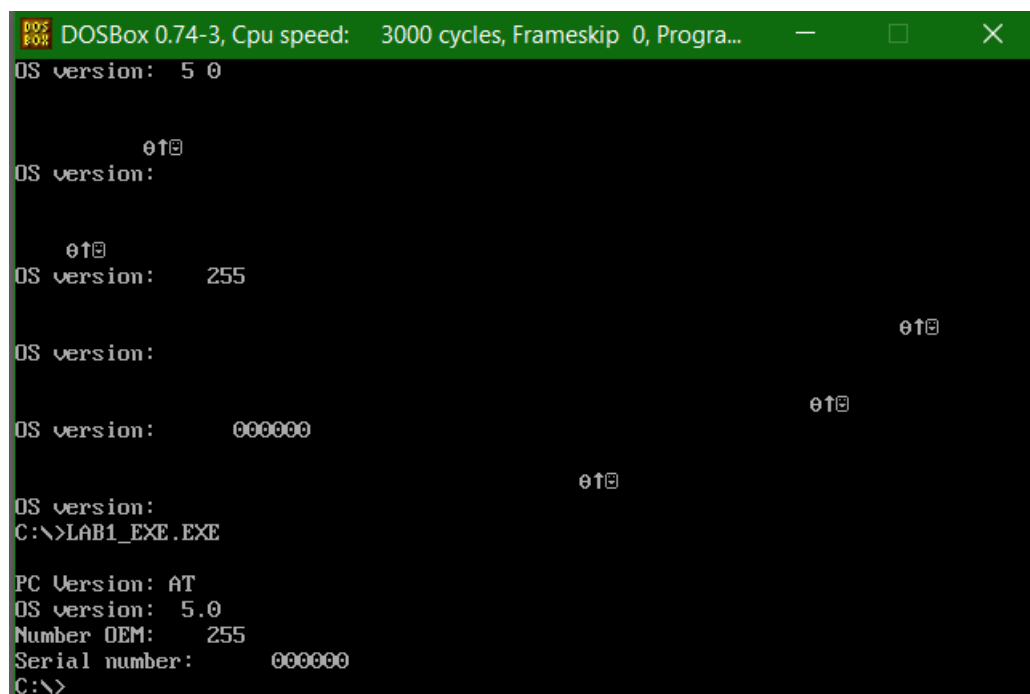 DOSBox 0.74-3, Cpu speed: 3000 cycles, Frameskip 0, Progra...
OS version: 5 0
θ↑
OS version:
θ↑
OS version: 255
θ↑
OS version:
θ↑
OS version: 000000
θ↑
OS version:
C:\>LAB1_EXE.EXE
PC Version: AT
OS version: 5.0
Number OEM: 255
Serial number: 000000
C:\>